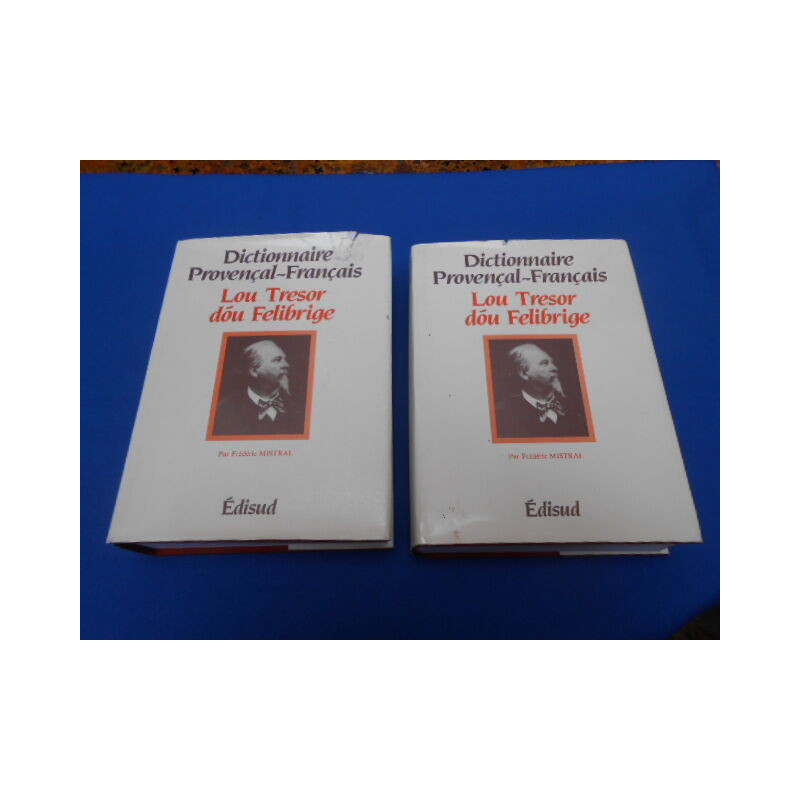 Dictionnaire
Provençal~Français
Lou Tresor
dóu Felibrige
Par Frédéric MISTRAL
Édisud
Dictionnaire
Provençal~Français
Lou Tresor
dóu Felibrige
Par Frédéric MISTRAL
Édisud